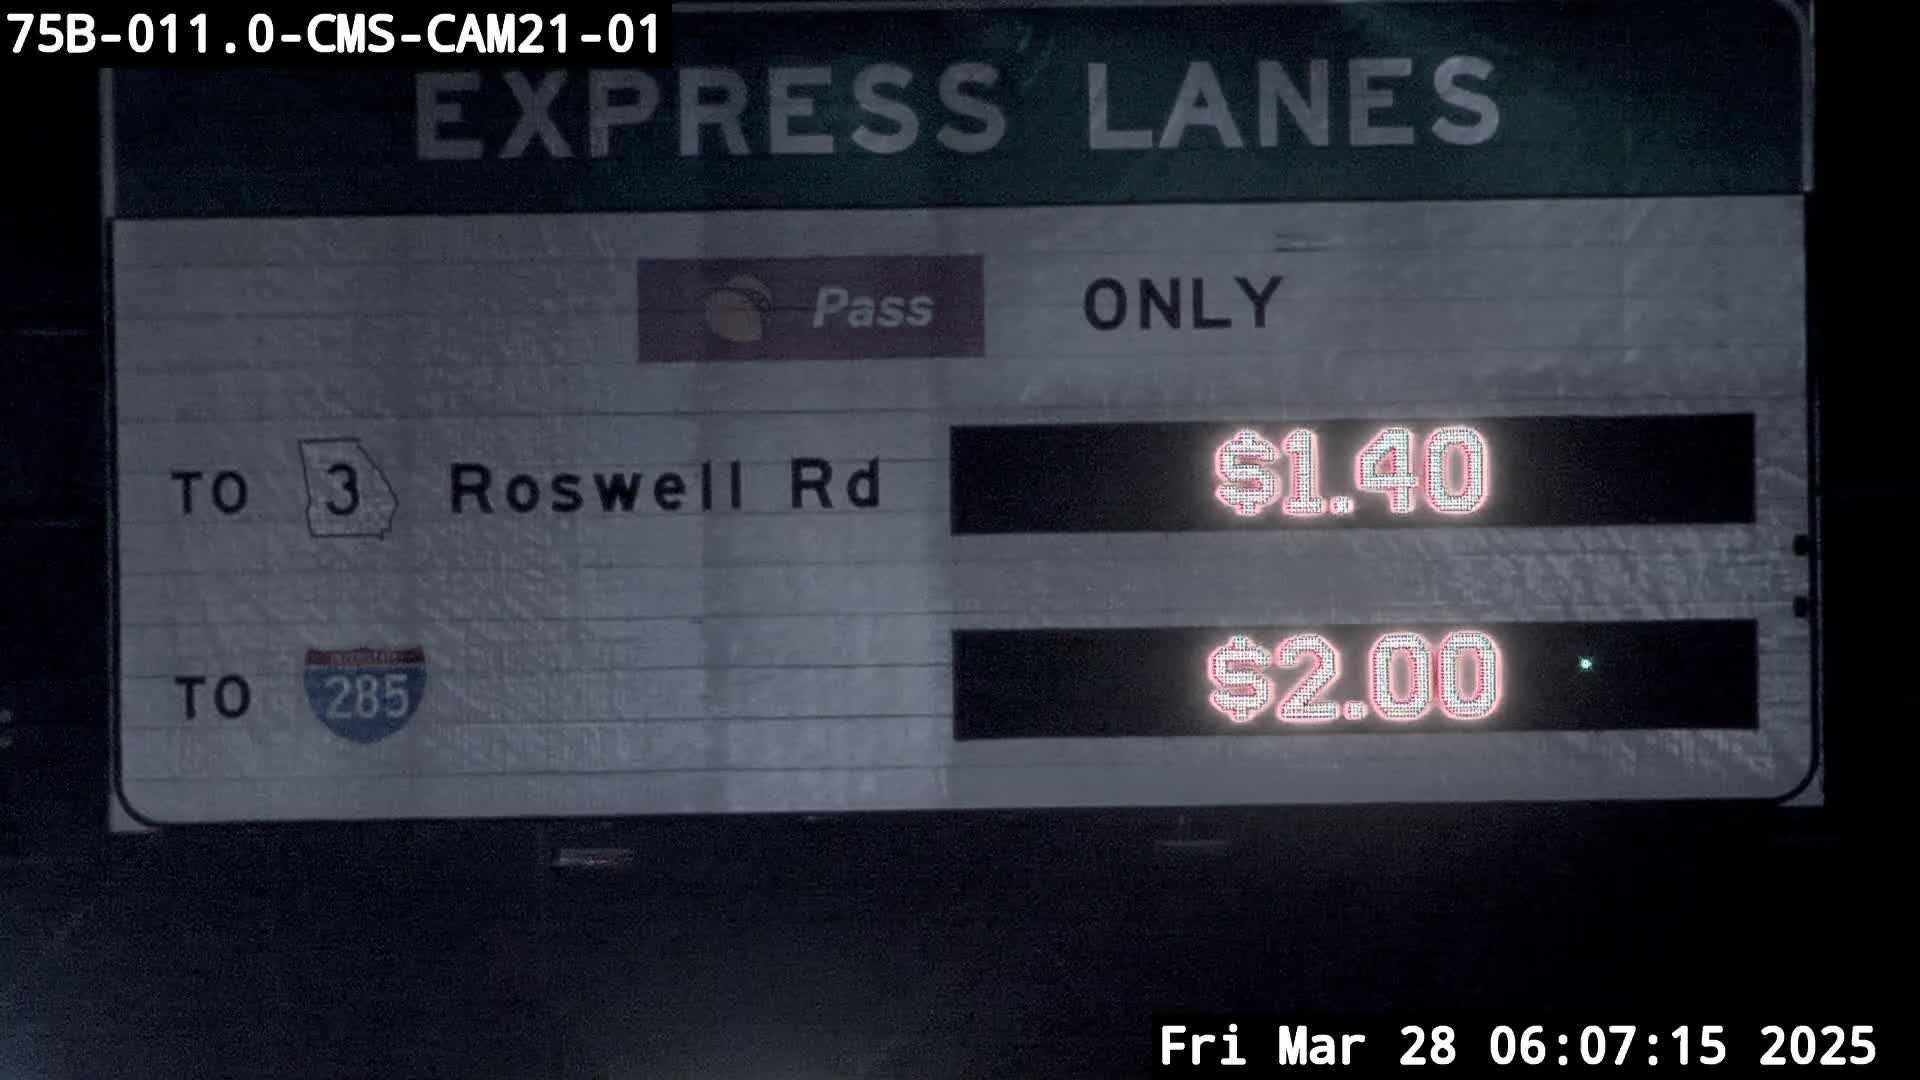 75B-011.0-CMS-CAM21-01
EXPRESS LANES
Pass ONLY
TO 3 Roswell Rd $1.40
TO 285 $2.00
Fri Mar 28 06:07:15 2025